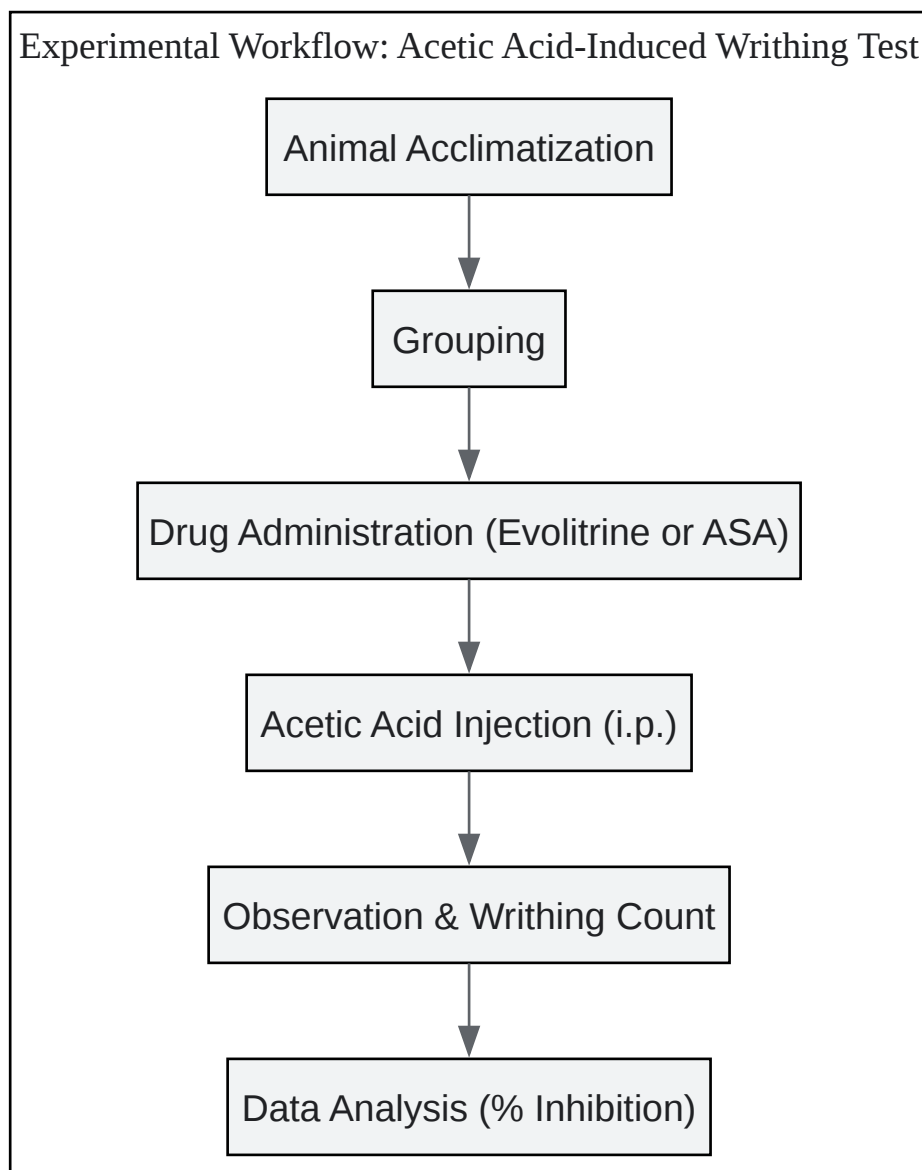 Experimental Workflow: Acetic Acid-Induced Writhing Test
Animal Acclimatization
Grouping
Drug Administration (Evolitrine or ASA)
Acetic Acid Injection (i.p.)
Observation & Writhing Count
Data Analysis (% Inhibition)